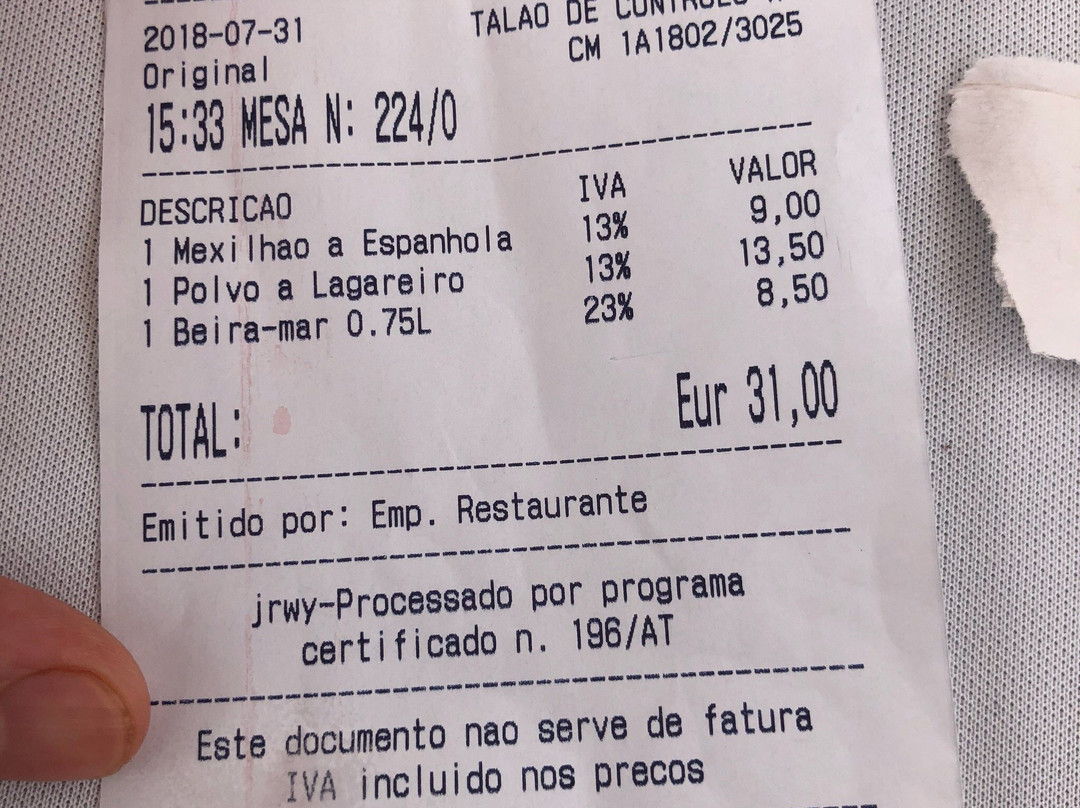 2018-07-31
TALAO DE
CM 1A1802/3025
Original
15:33 MESA N: 224/0
DESCRICAO IVA VALOR
1 Mexilhao a Espanhola 13% 9,00
1 Polvo a Lagareiro 13% 13,50
1 Beira-mar 0.75L 23% 8,50
TOTAL: Eur 31,00
Emitido por: Emp. Restaurante
jrwy-Processado por programa
certificado n. 196/AT
Este documento nao serve de fatura
IVA incluido nos precos